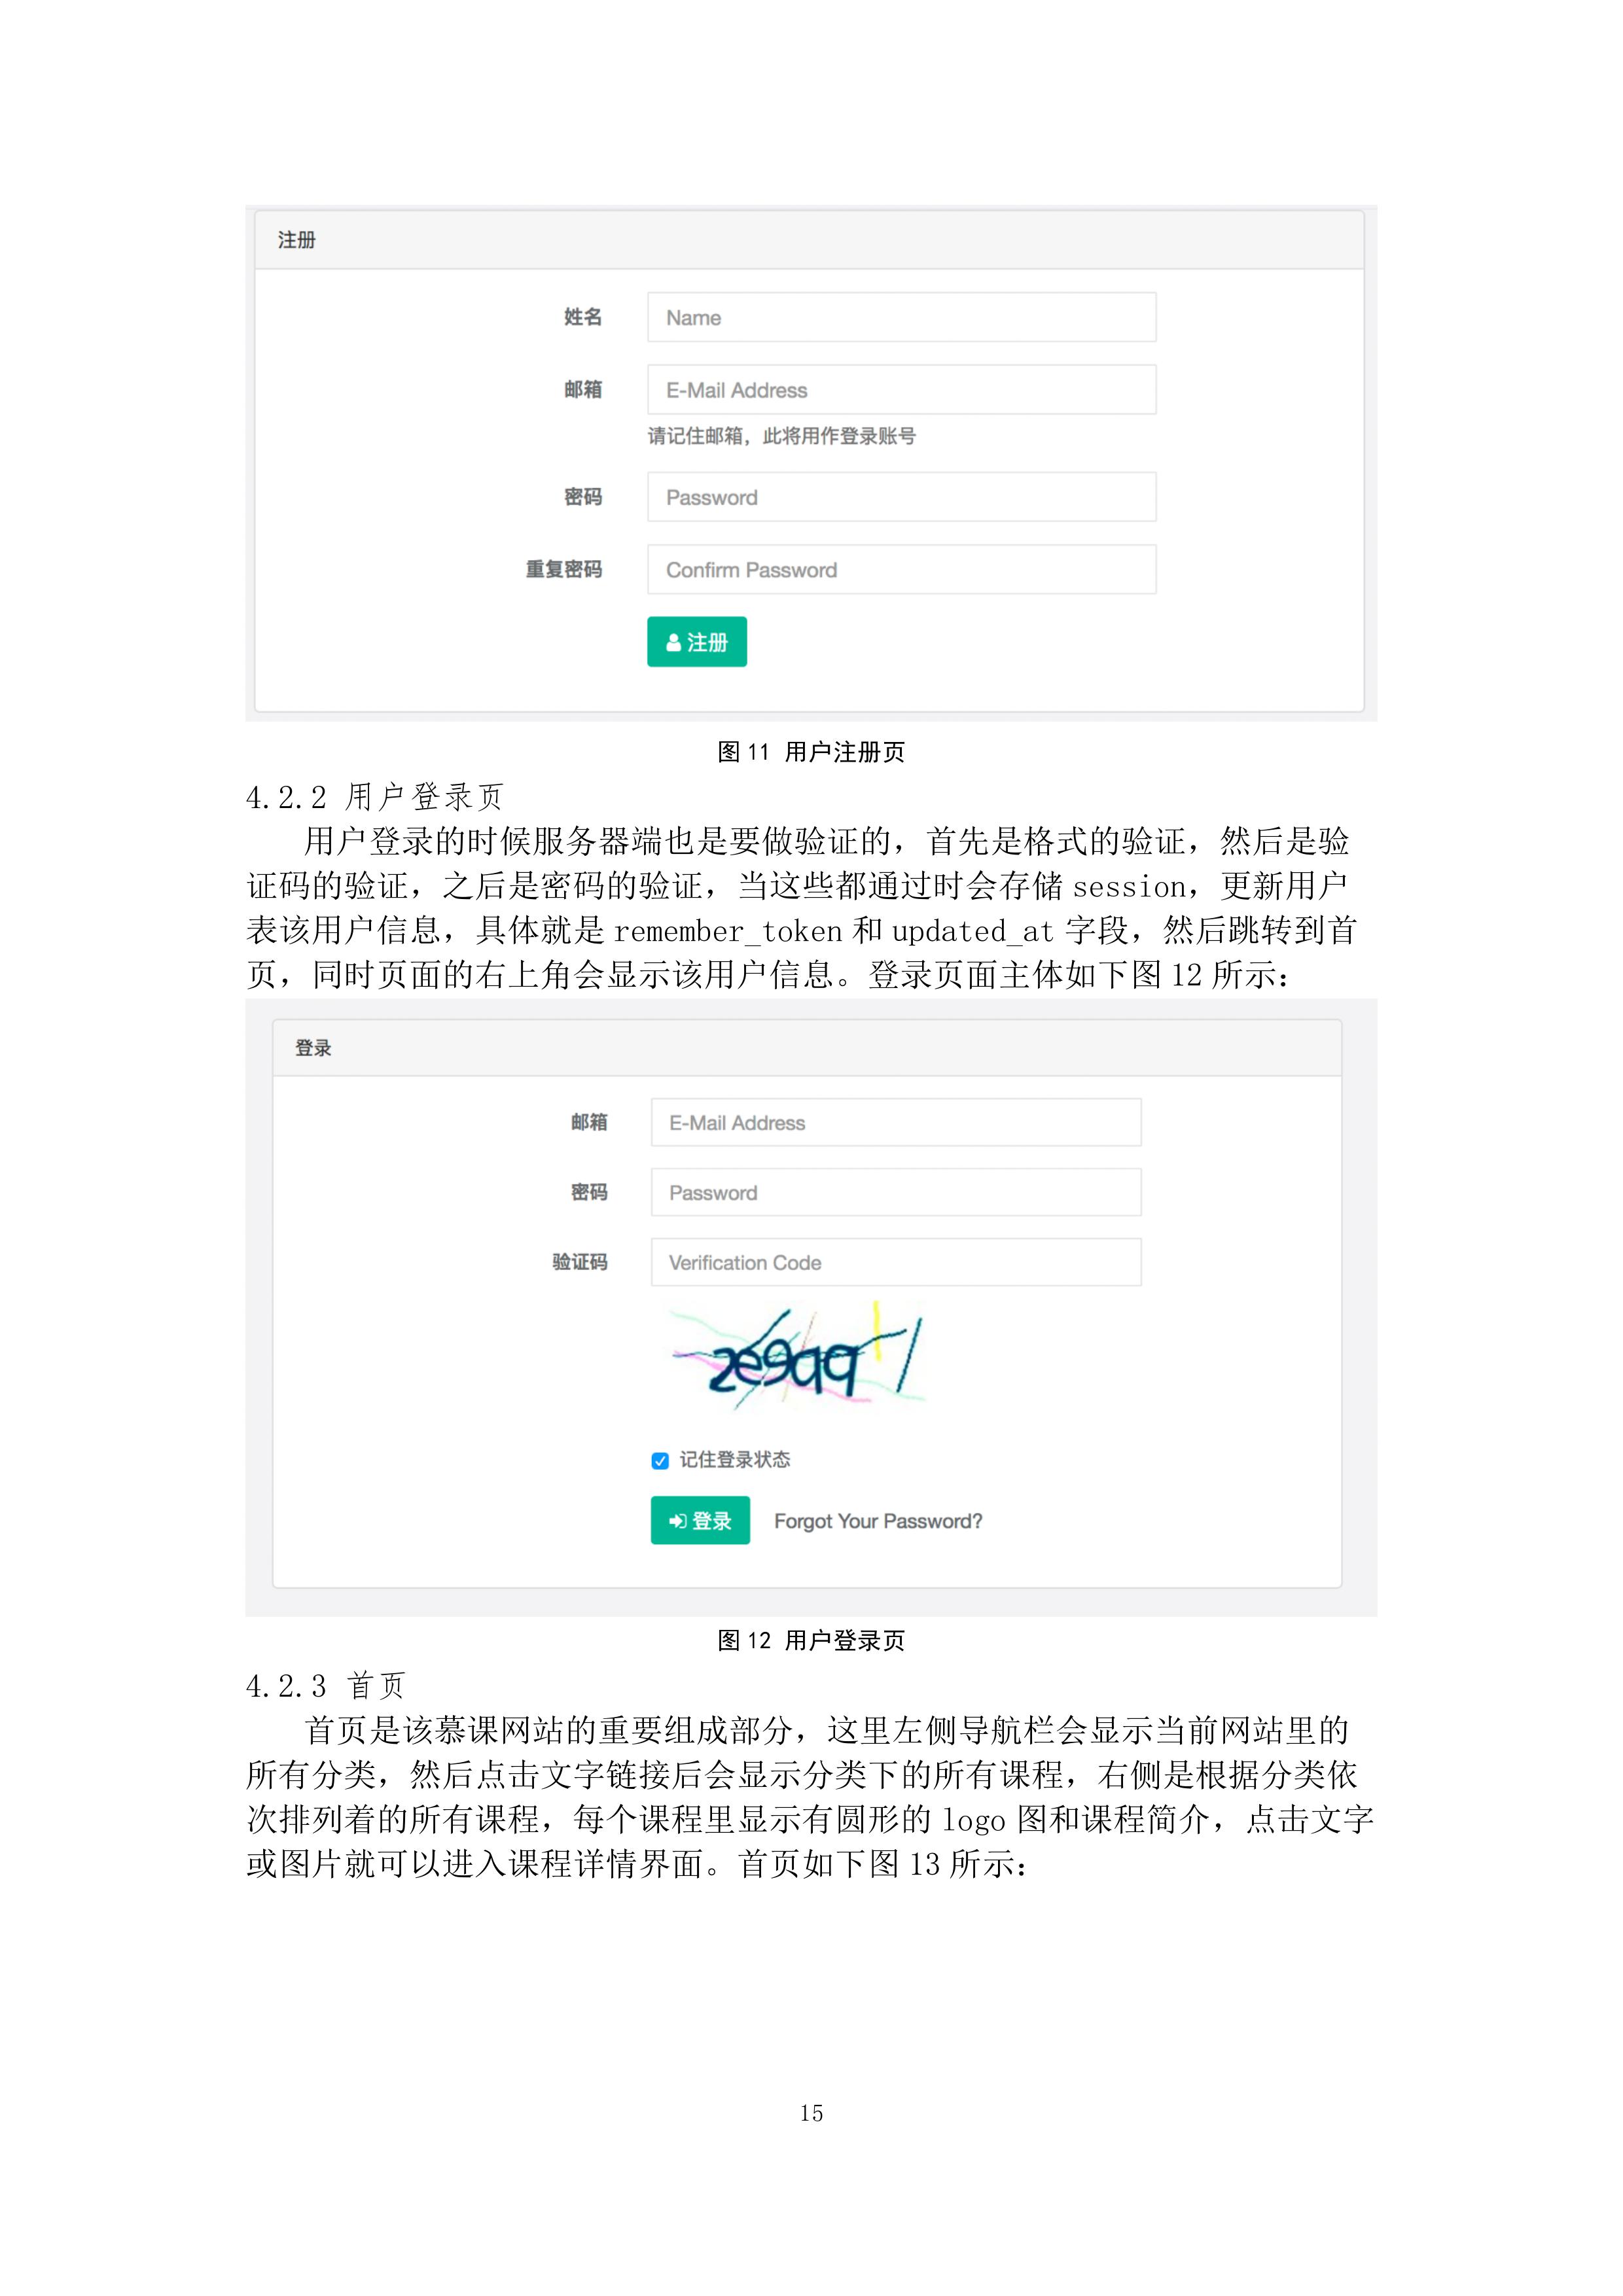 注册
姓名 Name
邮箱 E-Mail Address
请记住邮箱，此将用作登录账号
密码 Password
重复密码 Confirm Password
注册
图 11 用户注册页
4.2.2 用户登录页
用户登录的时候服务器端也是要做验证的，首先是格式的验证，然后是验
证码的验证，之后是密码的验证，当这些都通过时会存储 session，更新用户
表该用户信息，具体就是 remember_token 和 updated_at 字段，然后跳转到首
页，同时页面的右上角会显示该用户信息。登录页面主体如下图 12 所示：
登录
邮箱 E-Mail Address
密码 Password
验证码 Verification Code
2e9qq
记住登录状态
登录 Forgot Your Password?
图 12 用户登录页
4.2.3 首页
首页是该慕课网站的重要组成部分，这里左侧导航栏会显示当前网站里的
所有分类，然后点击文字链接后会显示分类下的所有课程，右侧是根据分类依
次排列着的所有课程，每个课程里显示有圆形的 logo 图和课程简介，点击文字
或图片就可以进入课程详情界面。首页如下图 13 所示：
15